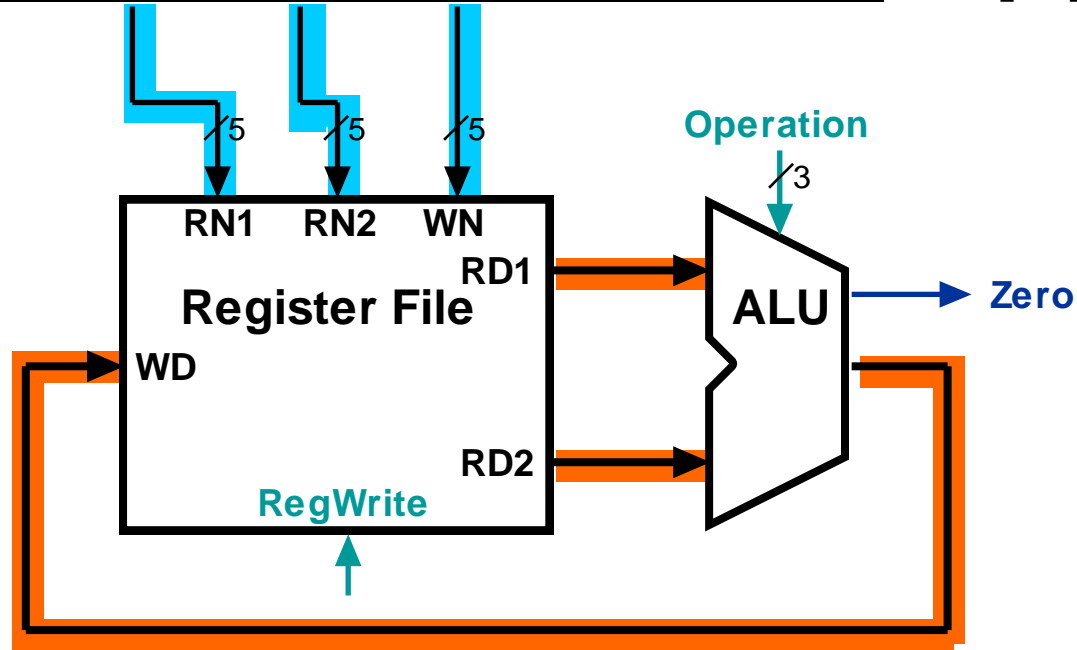 5
5
5
Operation
3
RN1 RN2 WN
RD1
Register File
ALU
Zero
WD
RD2
RegWrite